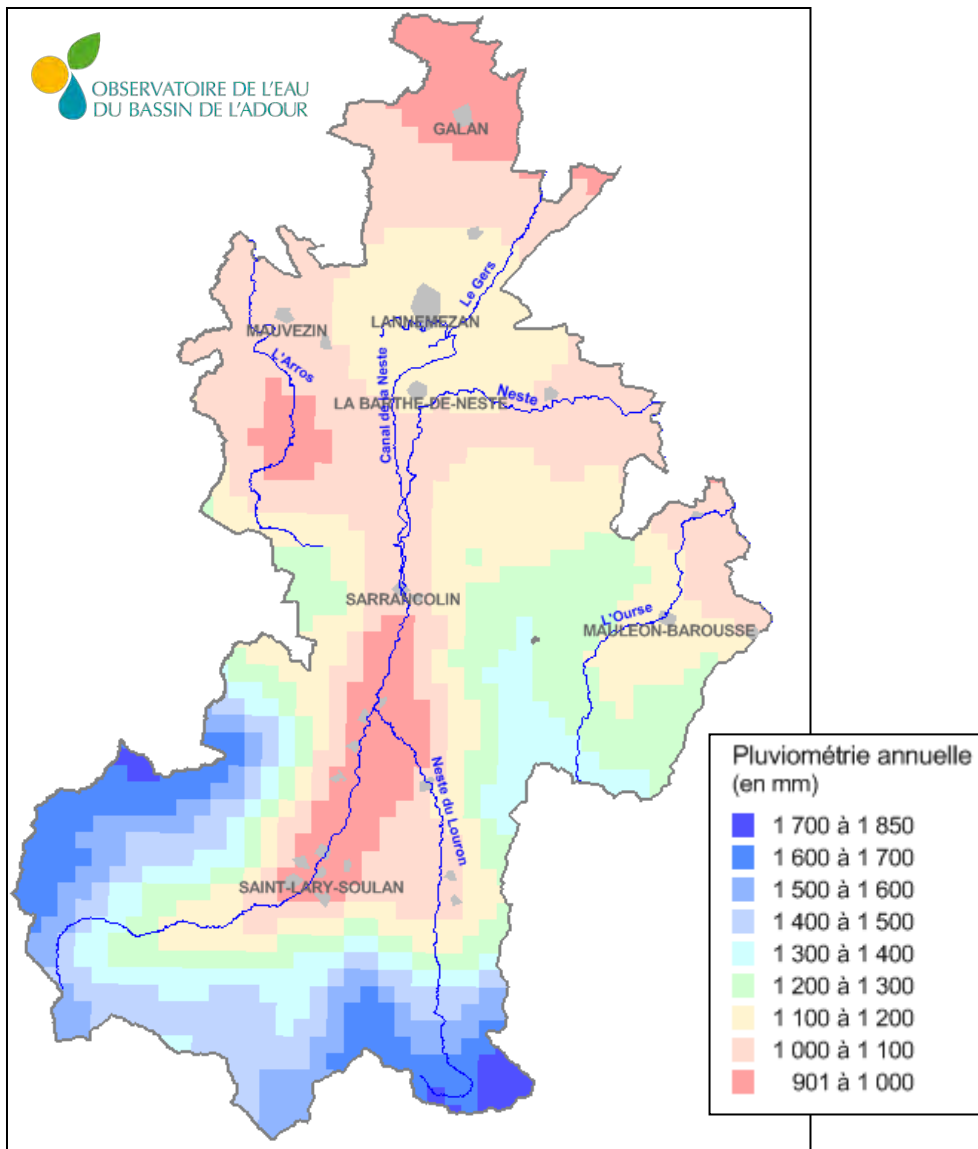 OBSERVATOIRE DE L'EAU
DU BASSIN DE L'ADOUR
GALAN
Le Gers
LANNEMEZAN
MAUVEZIN
L'Arros
Canal de la Neste
LA BARTHE-DE-NESTE
Neste
SARRANCOLIN
L'Ourse
MAULEON-BAROUSSE
Neste du Louron
SAINT-LARY-SOULAN
Pluviométrie annuelle
(en mm)
1 700 à 1 850
1 600 à 1 700
1 500 à 1 600
1 400 à 1 500
1 300 à 1 400
1 200 à 1 300
1 100 à 1 200
1 000 à 1 100
901 à 1 000